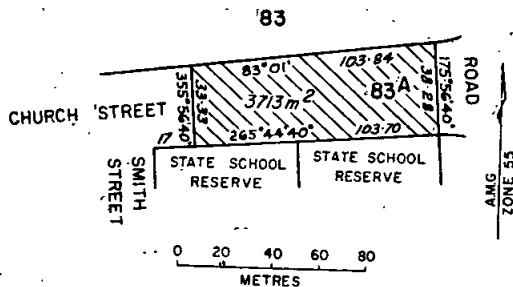 83
83°01'
103·84
CHURCH STREET
355°56'40"
33·33
3713m²
83A
38·28
175°56'40"
ROAD
17
265°44'40"
103·70
SMITH STREET
STATE SCHOOL
RESERVE
STATE SCHOOL
RESERVE
A.M.G
ZONE 55
0 20 40 60 80
METRES